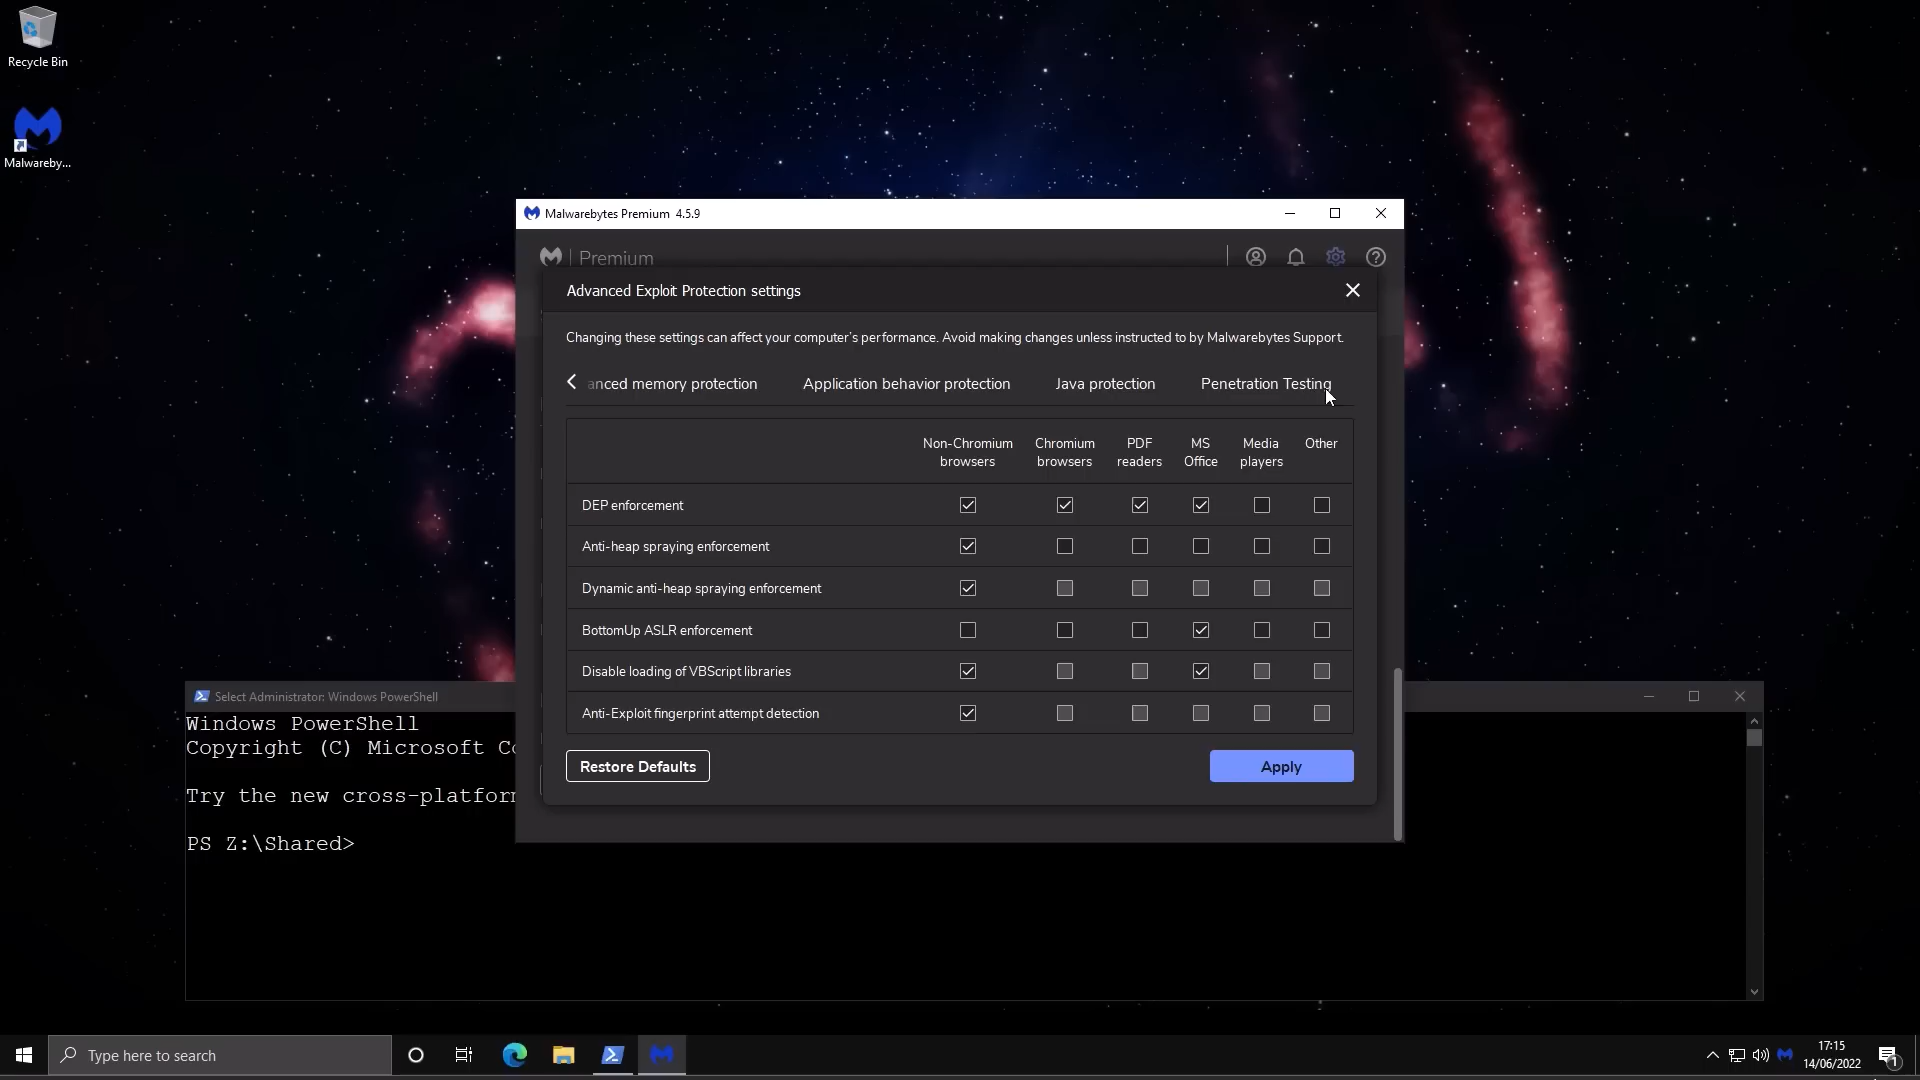 Recycle Bin
Malwareby...
Malwarebytes Premium 4.5.9
Premium
Advanced Exploit Protection settings
Changing these settings can affect your computer's performance. Avoid making changes unless instructed to by Malwarebytes Support.
anced memory protection Application behavior protection Java protection Penetration Testing
Non-Chromium browsers Chromium browsers PDF readers MS Office Media players Other
DEP enforcement
Anti-heap spraying enforcement
Dynamic anti-heap spraying enforcement
BottomUp ASLR enforcement
Disable loading of VBScript libraries
Anti-Exploit fingerprint attempt detection
Restore Defaults Apply
Select Administrator: Windows PowerShell
Windows PowerShell
Copyright (C) Microsoft Co
Try the new cross-platform
PS Z:\Shared>
Type here to search
17:15
14/06/2022
1